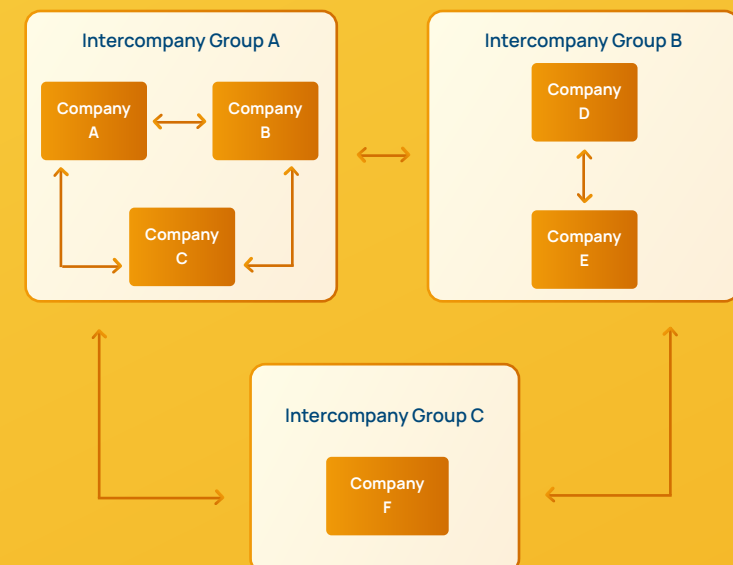 Intercompany Group A
Company
A
Company
B
Company
C
Intercompany Group B
Company
D
Company
E
Intercompany Group C
Company
F